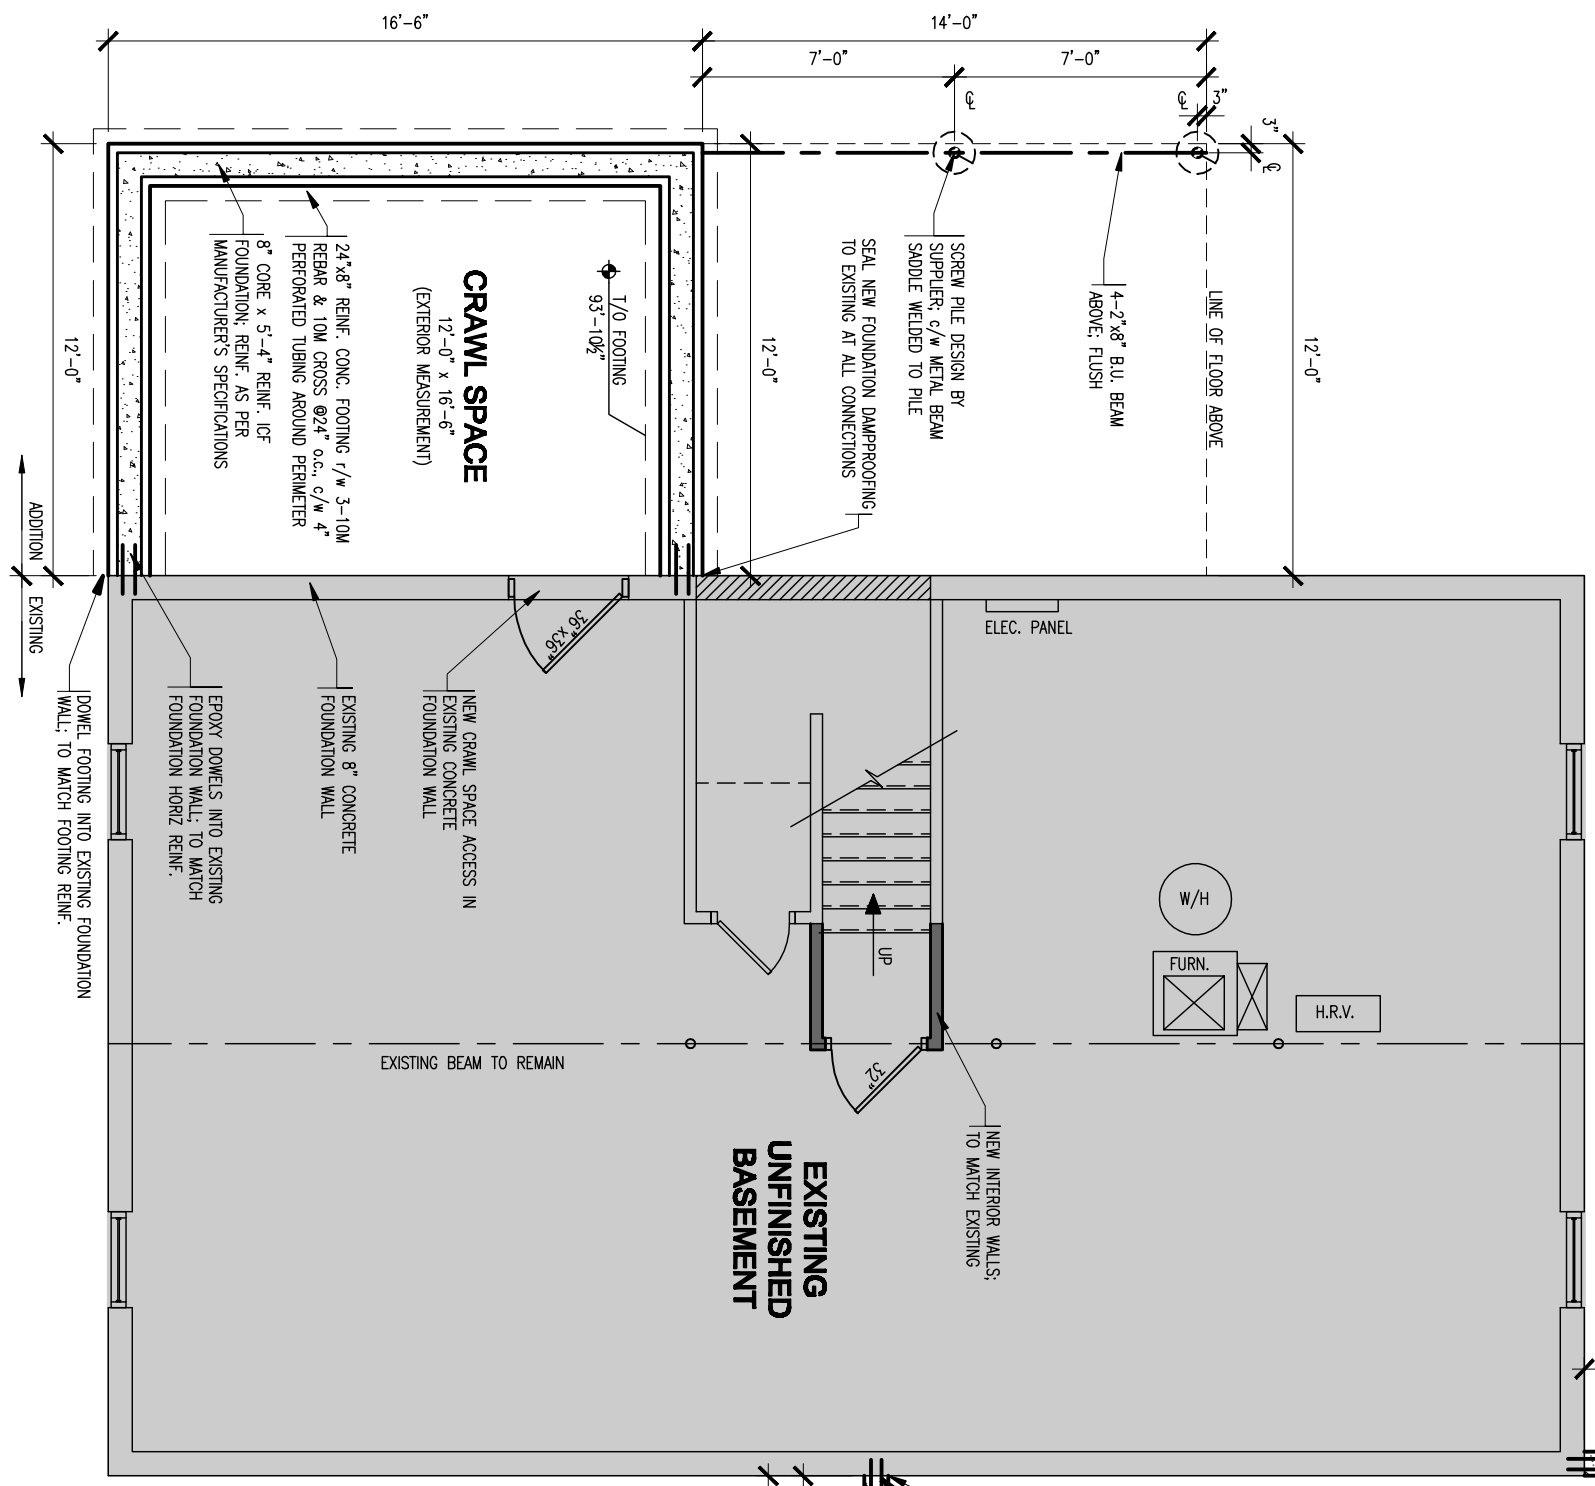 16'-6"
14'-0"
7'-0"
7'-0"
℄
℄
3"
3"
℄
12'-0"
12'-0"
12'-0"
LINE OF FLOOR ABOVE
4-2"x8" B.U. BEAM
ABOVE; FLUSH
SCREW PILE DESIGN BY
SUPPLIER; c/w METAL BEAM
SADDLE WELDED TO PILE
SEAL NEW FOUNDATION DAMPPROOFING
TO EXISTING AT ALL CONNECTIONS
T/O FOOTING
93'-10½"
CRAWL SPACE
12'-0" x 16'-6"
(EXTERIOR MEASUREMENT)
24"x8" REINF. CONC. FOOTING r/w 3-10M
REBAR & 10M CROSS @24" o.c., c/w 4"
PERFORATED TUBING AROUND PERIMETER
8" CORE x 5'-4" REINF. ICF
FOUNDATION; REINF. AS PER
MANUFACTURER'S SPECIFICATIONS
ADDITION
EXISTING
36"x36"
ELEC. PANEL
NEW CRAWL SPACE ACCESS IN
EXISTING CONCRETE
FOUNDATION WALL
EXISTING 8" CONCRETE
FOUNDATION WALL
EPOXY DOWELS INTO EXISTING
FOUNDATION WALL; TO MATCH
FOUNDATION HORIZ REINF.
DOWEL FOOTING INTO EXISTING FOUNDATION
WALL; TO MATCH FOOTING REINF.
W/H
UP
FURN.
H.R.V.
EXISTING BEAM TO REMAIN
32"
NEW INTERIOR WALLS;
TO MATCH EXISTING
EXISTING
UNFINISHED
BASEMENT